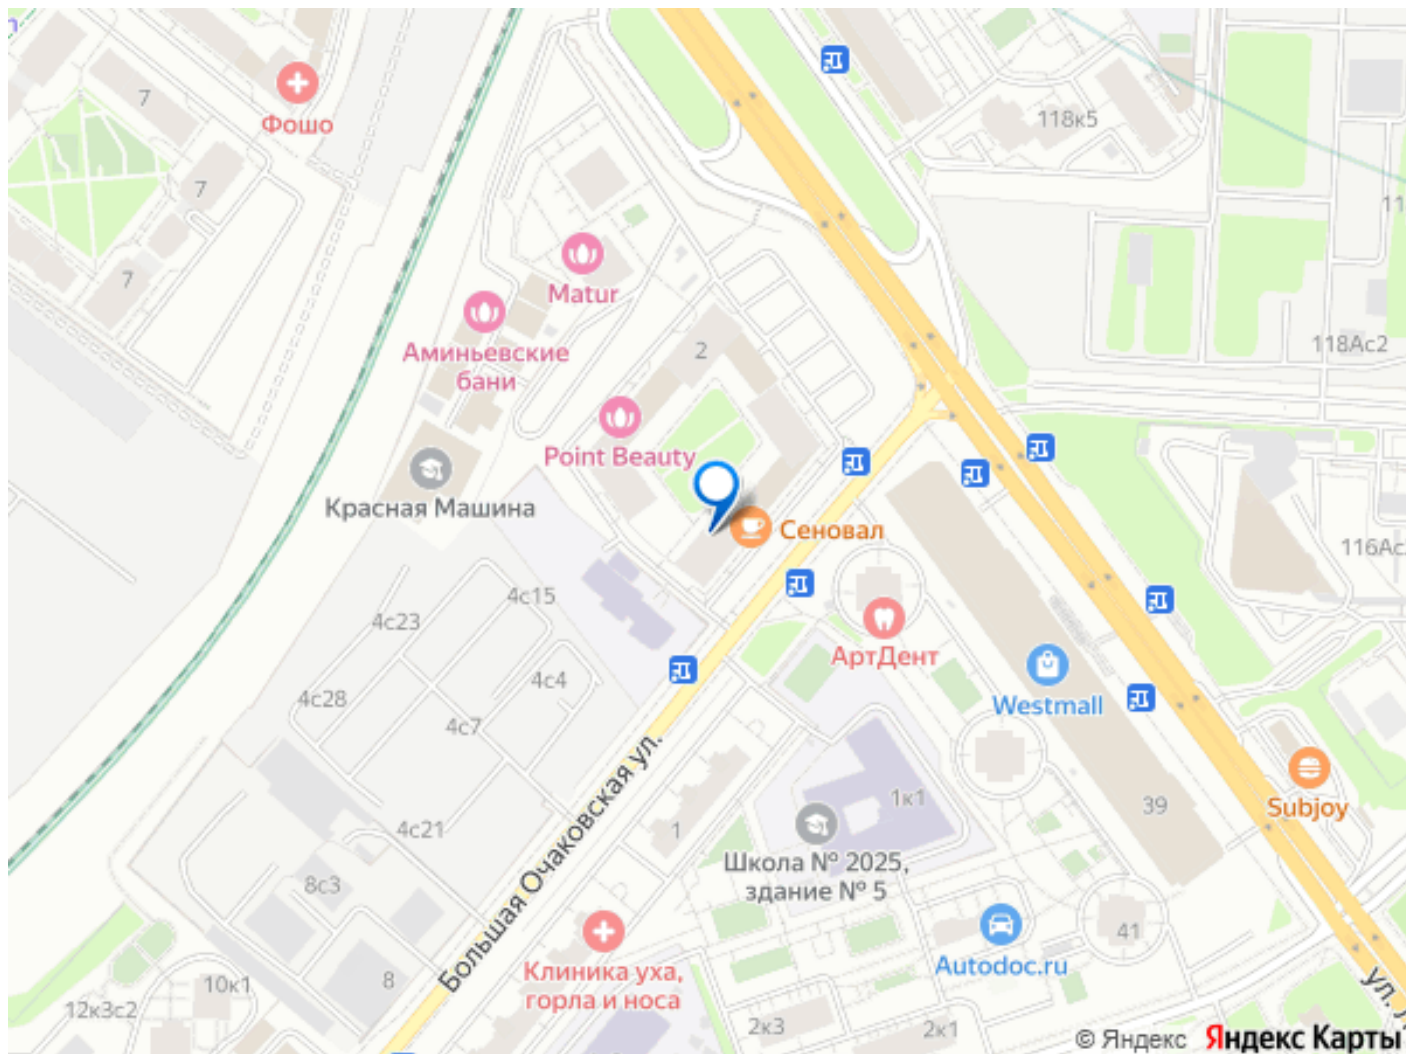 7
Фошо
118к5
7
7
Matur
118Ас2
Аминьевские
бани
2
Point Beauty
Красная Машина
Сеновал
4с15
4с23
АртДент
4с4
4с28
Westmall
4с7
1к1
39
Subjoy
4с21
1
Школа № 2025,
здание № 5
8с3
Большая Очаковская ул.
41
Autodoc.ru
Клиника уха,
горла и носа
8
10к1
12к3с2
2к3
2к1
ул.
© Яндекс Яндекс Карты